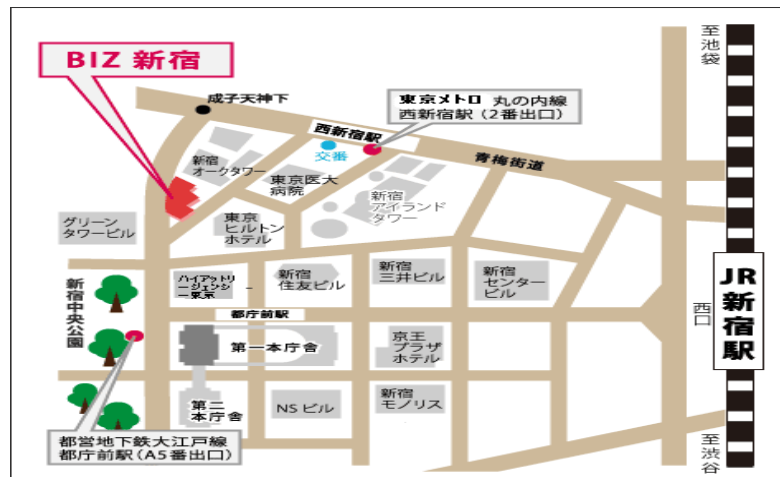 BIZ 新宿
成子天神下
東京メトロ 丸の内線
西新宿駅(2番出口)
至池袋
西新宿駅
交番
青梅街道
新宿
オークタワー
東京医大
病院
新宿
アイランド
タワー
グリーン
タワービル
東京
ヒルトン
ホテル
新宿中央公園
ハイアットリ
ージェンシ
ー東京
新宿
住友ビル
新宿
三井ビル
新宿
センター
ビル
JR新宿駅
西口
都庁前駅
第一本庁舎
京王
プラザ
ホテル
第二
本庁舎
NSビル
新宿
モノリス
都営地下鉄大江戸線
都庁前駅(A5番出口)
至渋谷